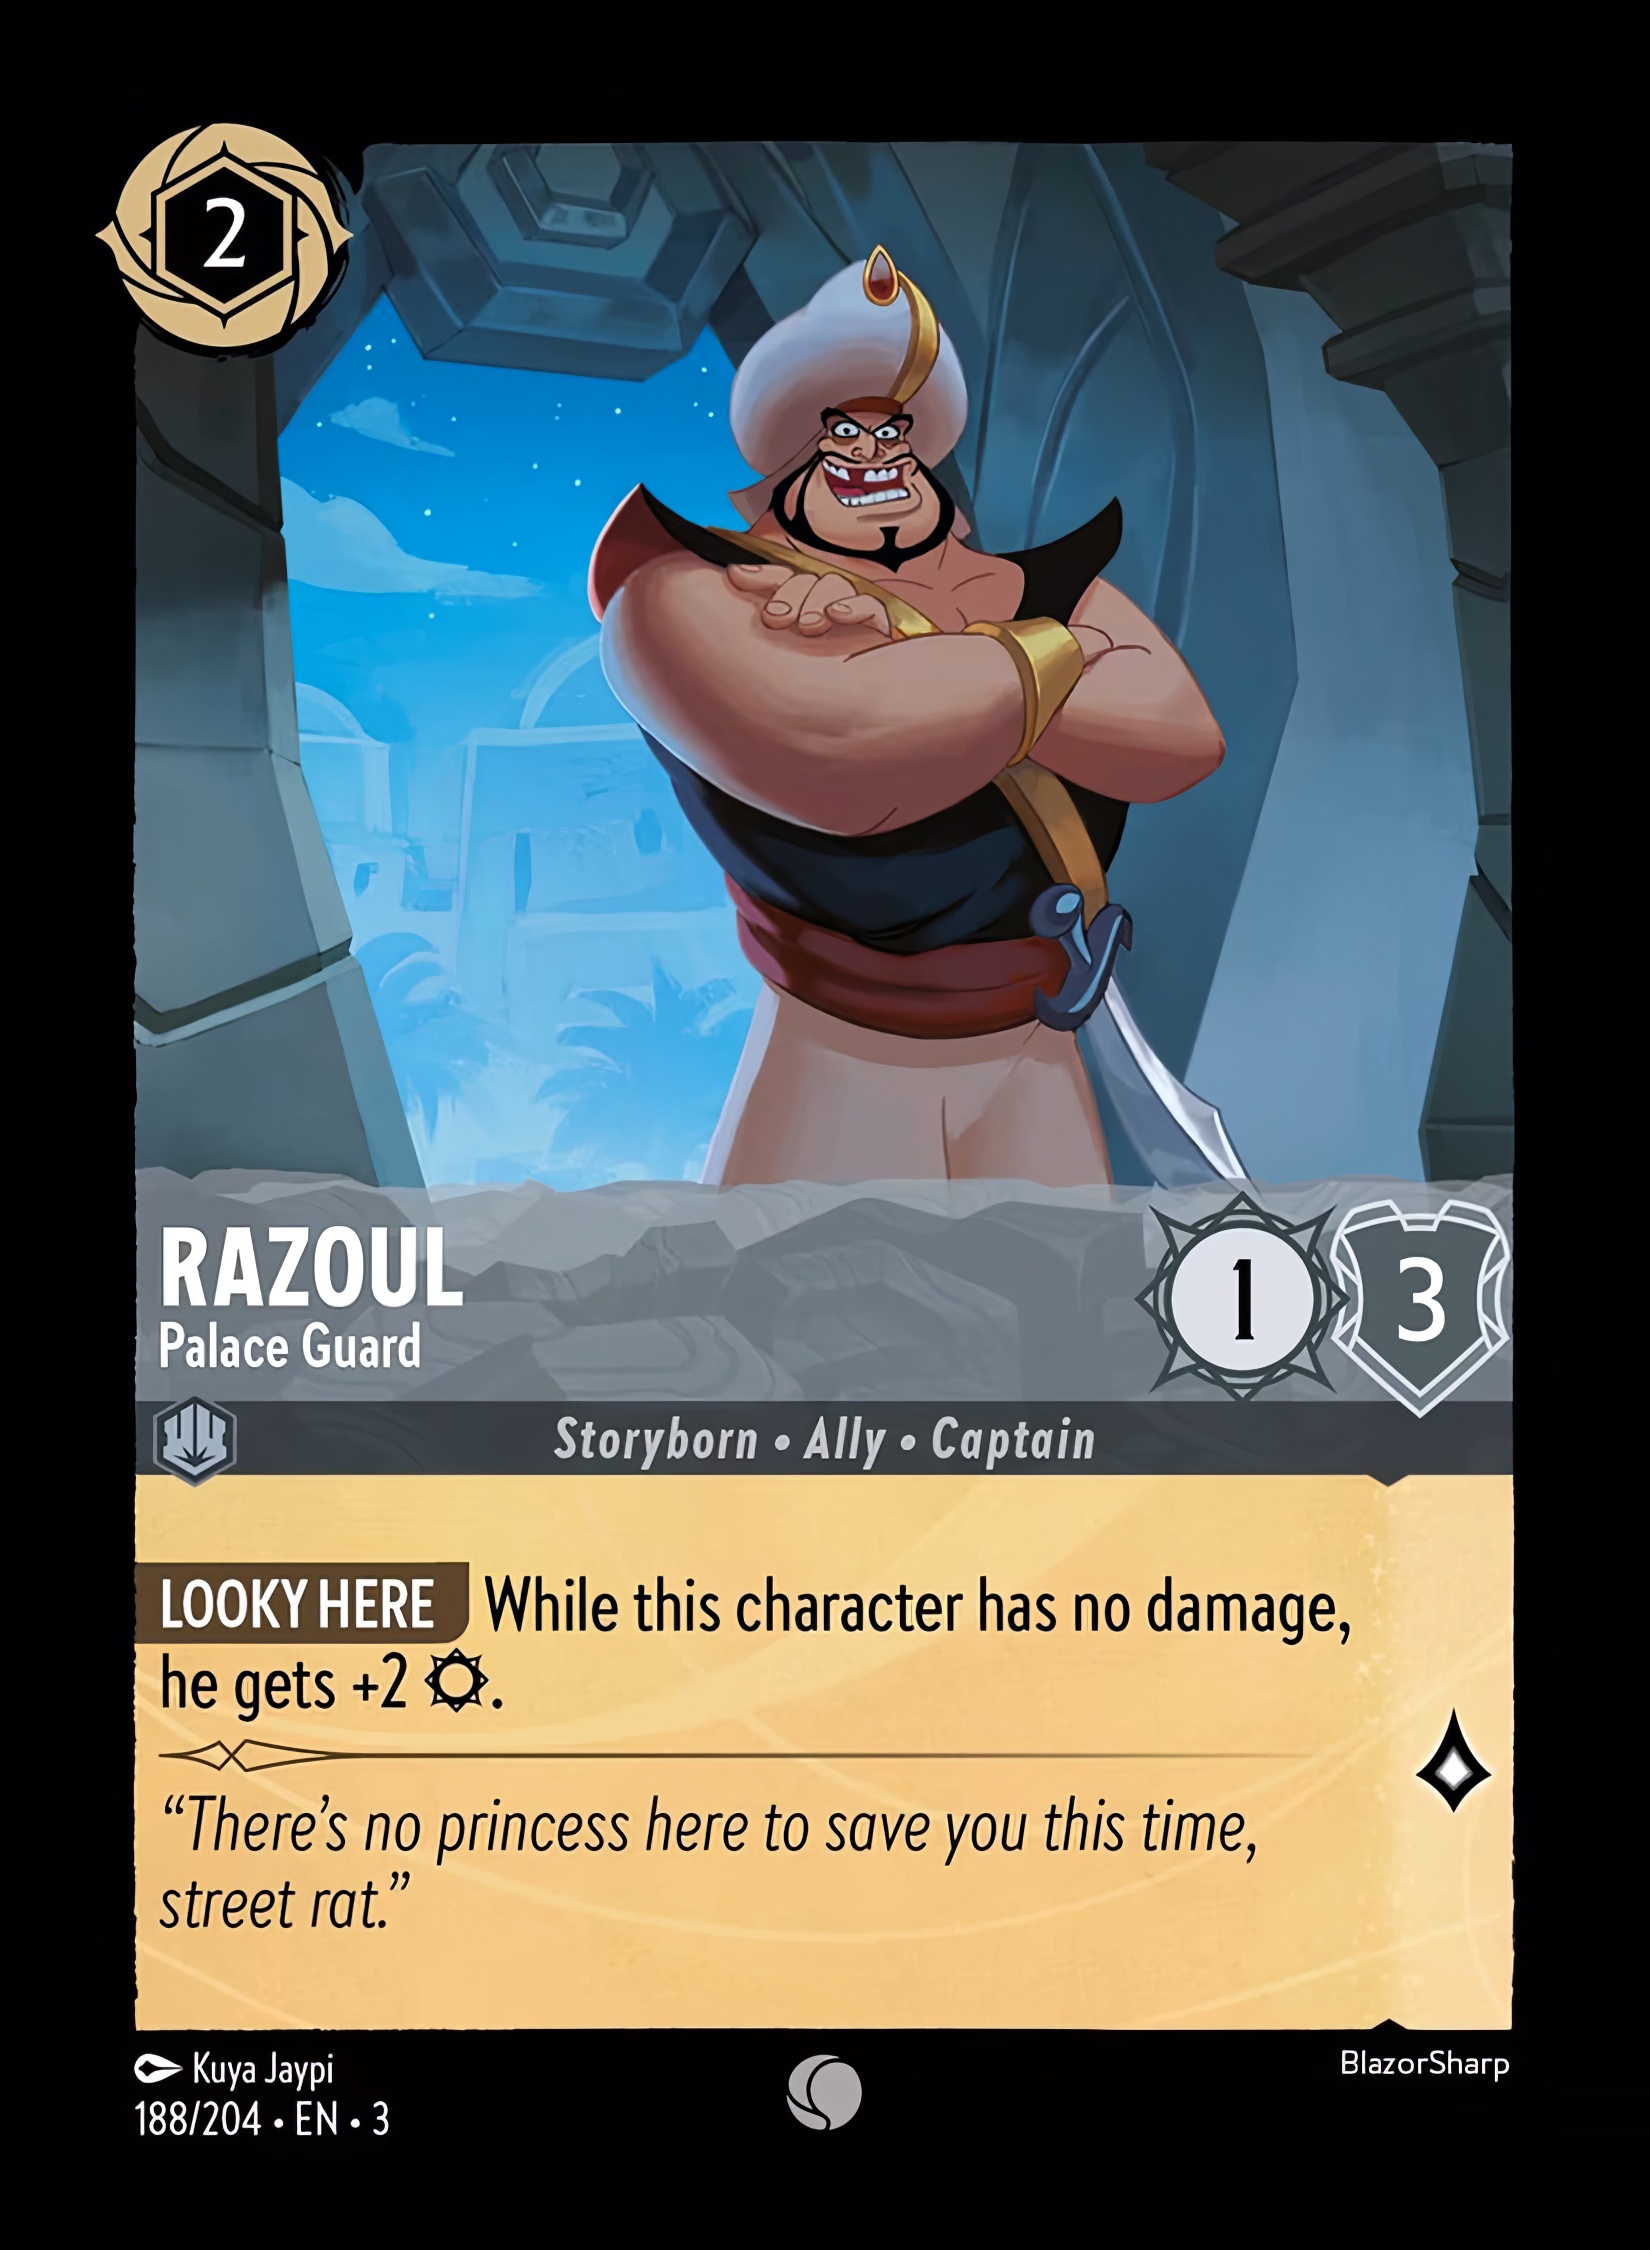 2
RAZOUL
Palace Guard
1
3
Storyborn • Ally • Captain
LOOKY HERE While this character has no damage,
he gets +2 .
“There’s no princess here to save you this time,
street rat.”
Kuya Jaypi
188/204 • EN • 3
BlazorSharp